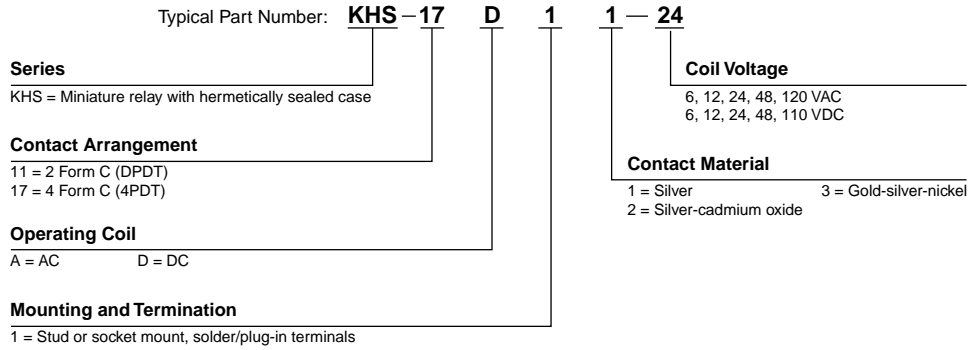 Typical Part Number: KHS – 17 D 1 1 — 24
Series
KHS = Miniature relay with hermetically sealed case
Contact Arrangement
11 = 2 Form C (DPDT)
17 = 4 Form C (4PDT)
Operating Coil
A = AC D = DC
Mounting and Termination
1 = Stud or socket mount, solder/plug-in terminals
Coil Voltage
6, 12, 24, 48, 120 VAC
6, 12, 24, 48, 110 VDC
Contact Material
1 = Silver 3 = Gold-silver-nickel
2 = Silver-cadmium oxide